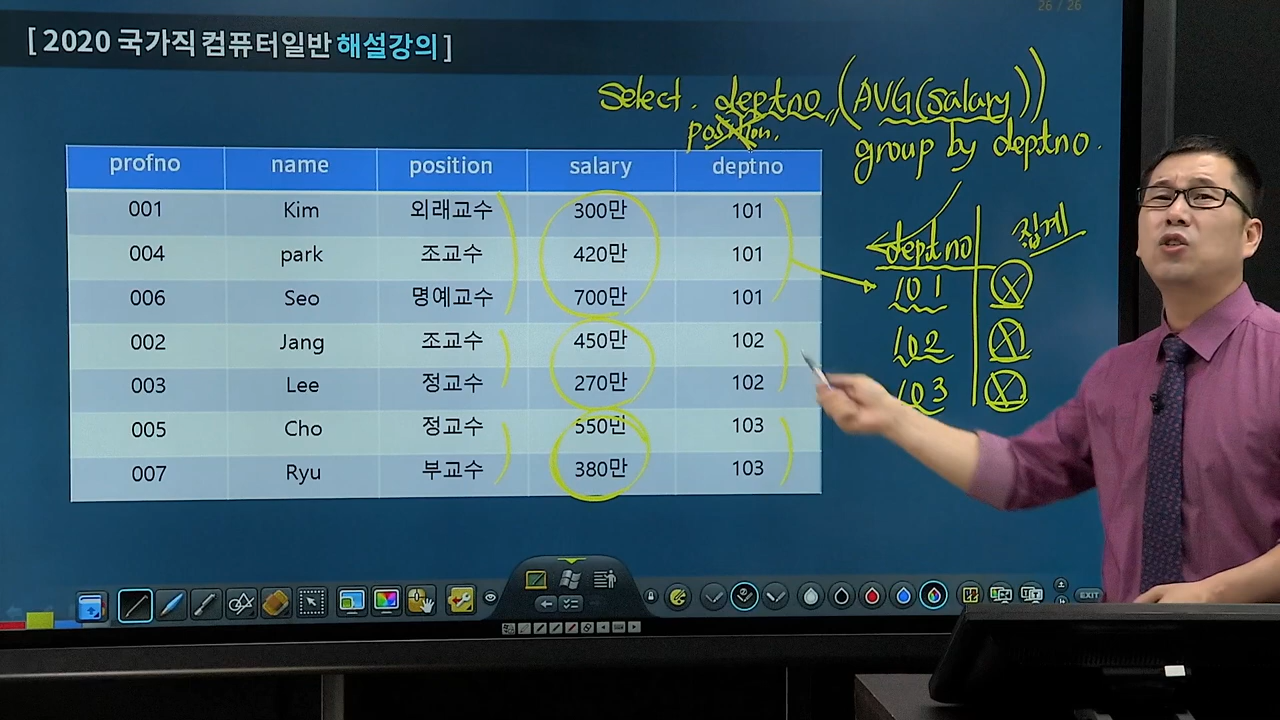 26 / 26
[ 2020 국가직 컴퓨터일반 해설강의 ]
Select. deptno, (AVG(salary))
position.
group by deptno.
profno name position salary deptno
001 Kim 외래교수 300만 101
004 park 조교수 420만 101
006 Seo 명예교수 700만 101
002 Jang 조교수 450만 102
003 Lee 정교수 270만 102
005 Cho 정교수 550만 103
007 Ryu 부교수 380만 103
deptno 집계
101
102
103
EXIT